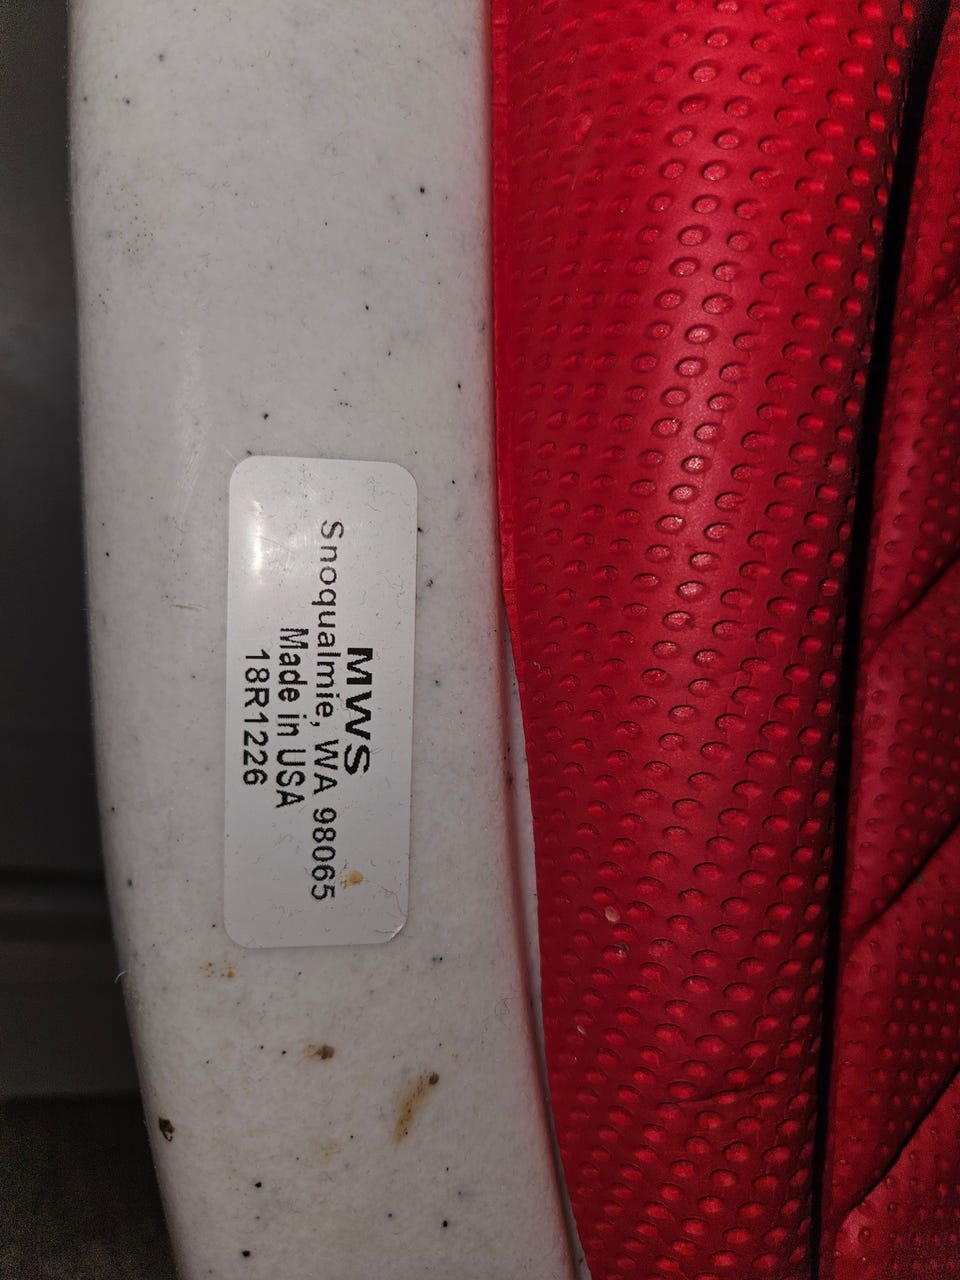 MWS
Snoqualmie, WA 98065
Made in USA
18R1226